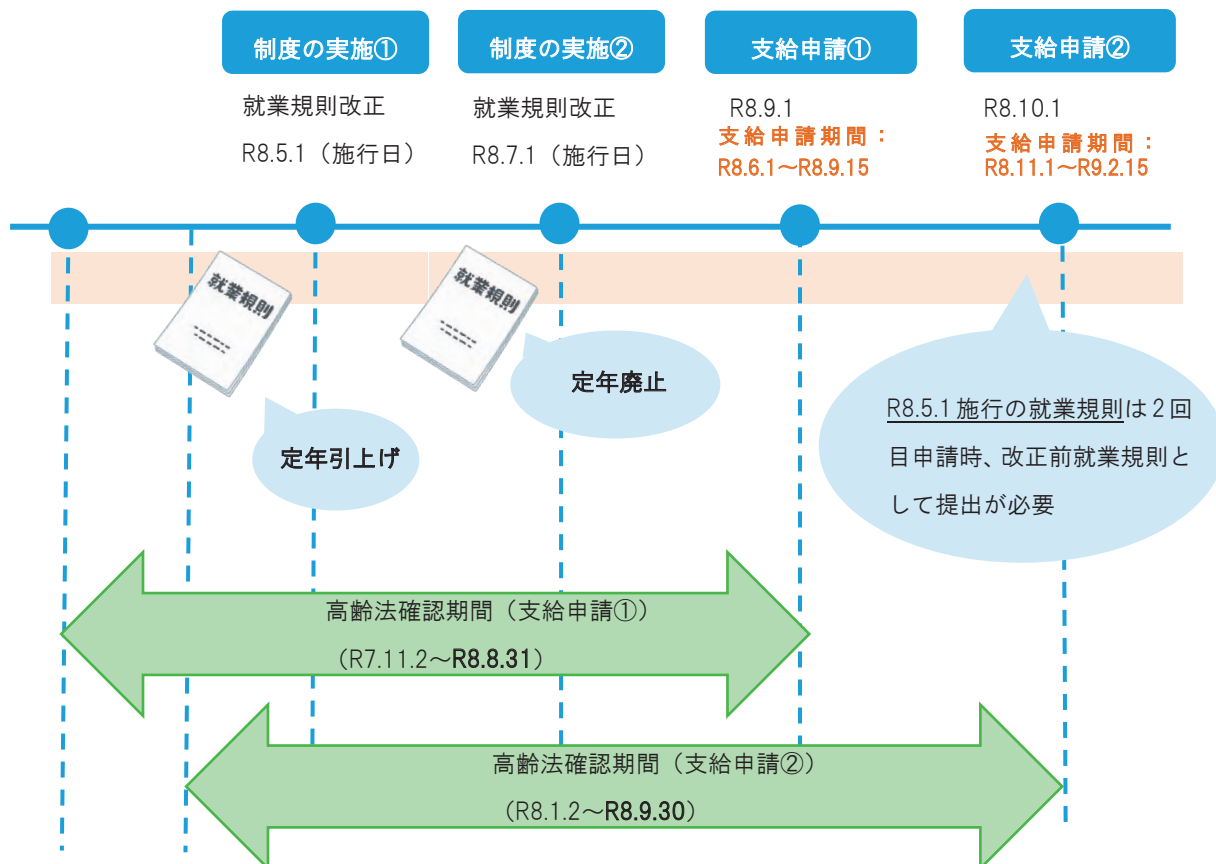 制度の実施①
制度の実施②
支給申請①
支給申請②
就業規則改正
R8.5.1（施行日）
就業規則改正
R8.7.1（施行日）
R8.9.1
支給申請期間：
R8.6.1～R8.9.15
R8.10.1
支給申請期間：
R8.11.1～R9.2.15
就業規則
就業規則
定年引上げ
定年廃止
R8.5.1施行の就業規則は2回
目申請時、改正前就業規則と
して提出が必要
高齢法確認期間（支給申請①）
（R7.11.2～R8.8.31）
高齢法確認期間（支給申請②）
（R8.1.2～R8.9.30）